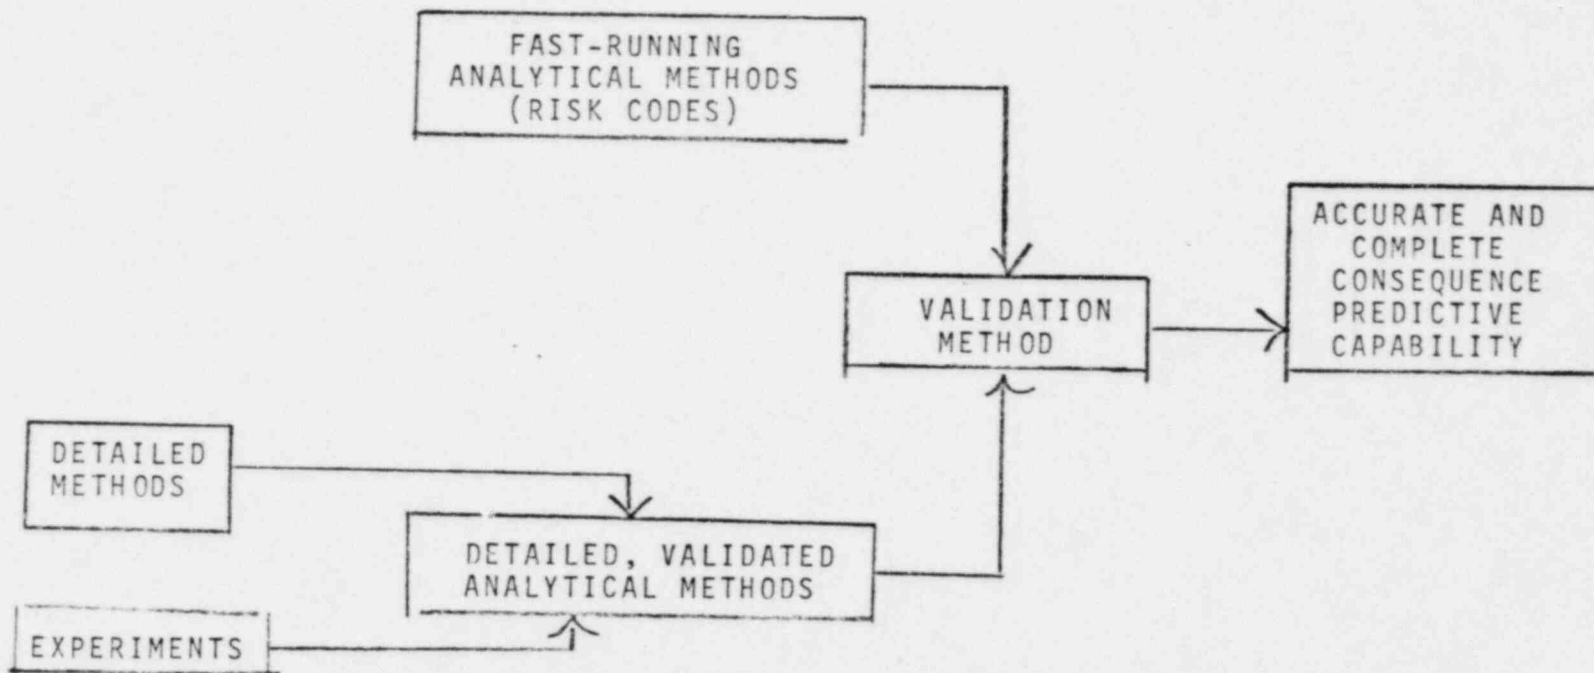 FAST-RUNNING
ANALYTICAL METHODS
(RISK CODES)
ACCURATE AND
COMPLETE
CONSEQUENCE
PREDICTIVE
CAPABILITY
VALIDATION
METHOD
DETAILED
METHODS
DETAILED, VALIDATED
ANALYTICAL METHODS
EXPERIMENTS